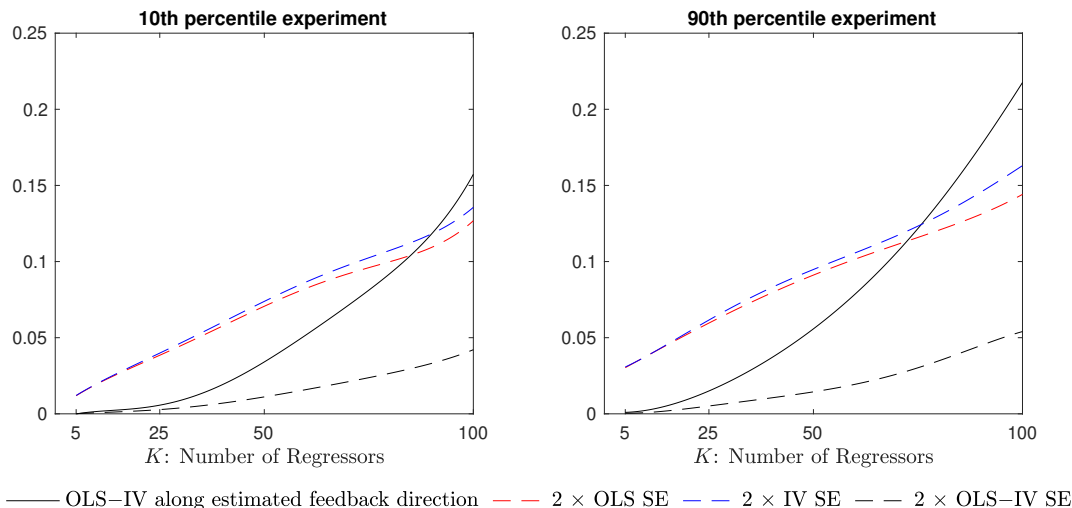 10th percentile experiment
0.25
0.2
0.15
0.1
0.05
0
5 25 50 100
K: Number of Regressors
90th percentile experiment
0.25
0.2
0.15
0.1
0.05
0
5 25 50 100
K: Number of Regressors
OLS−IV along estimated feedback direction 2 × OLS SE 2 × IV SE 2 × OLS−IV SE